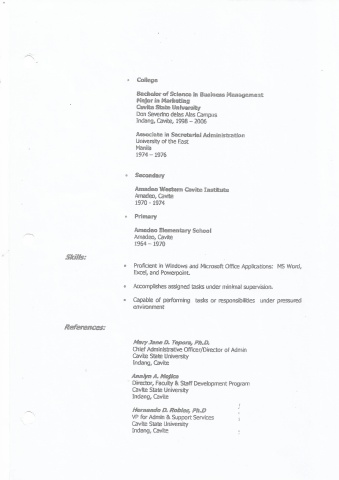 • College
Bachelor of Science in Business Management
Major in Marketing
Cavite State University
Don Severino delas Alas Campus
Indang, Cavite, 1998 – 2006
Associate in Secretarial Administration
University of the East
Manila
1974 – 1976
• Secondary
Amadeo Western Cavite Institute
Amadeo, Cavite
1970 - 1974
• Primary
Amadeo Elementary School
Amadeo, Cavite
1964 – 1970
Skills:
• Proficient in Windows and Microsoft Office Applications: MS Word,
Excel, and Powerpoint.
• Accomplishes assigned tasks under minimal supervision.
• Capable of performing tasks or responsibilities under pressured
environment
References:
Mary Jane D. Tepora, Ph.D.
Chief Administrative Officer/Director of Admin
Cavite State University
Indang, Cavite
Analyn A. Mojica
Director, Faculty & Staff Development Program
Cavite State University
Indang, Cavite
Hernando D. Robles, Ph.D
VP for Admin & Support Services
Cavite State University
Indang, Cavite